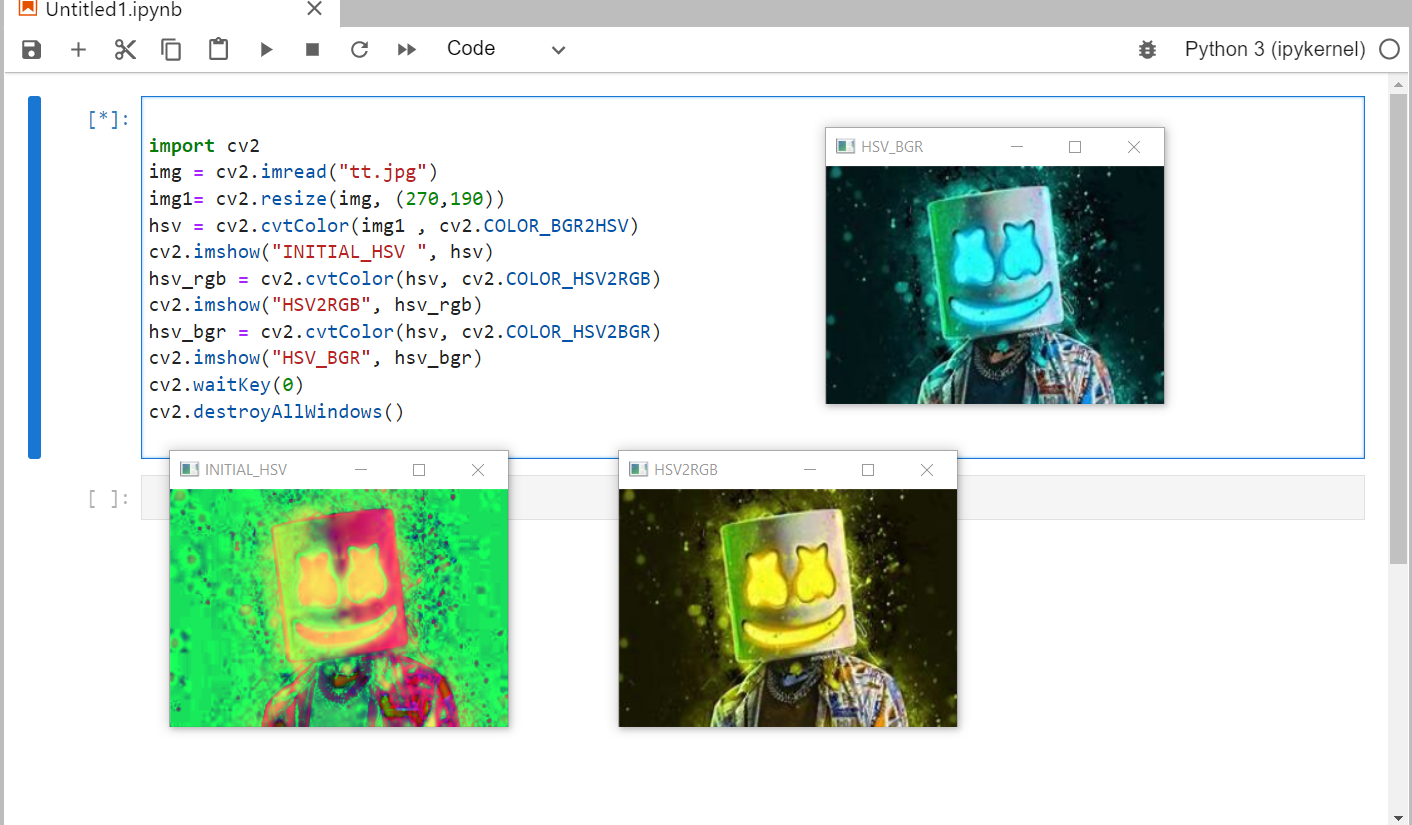 Untitled1.ipynb
Code
Python 3 (ipykernel)
[*]:
import cv2
img = cv2.imread("tt.jpg")
img1= cv2.resize(img, (270,190))
hsv = cv2.cvtColor(img1 , cv2.COLOR_BGR2HSV)
cv2.imshow("INITIAL_HSV ", hsv)
hsv_rgb = cv2.cvtColor(hsv, cv2.COLOR_HSV2RGB)
cv2.imshow("HSV2RGB", hsv_rgb)
hsv_bgr = cv2.cvtColor(hsv, cv2.COLOR_HSV2BGR)
cv2.imshow("HSV_BGR", hsv_bgr)
cv2.waitKey(0)
cv2.destroyAllWindows()
HSV_BGR
[ ]:
INITIAL_HSV
HSV2RGB